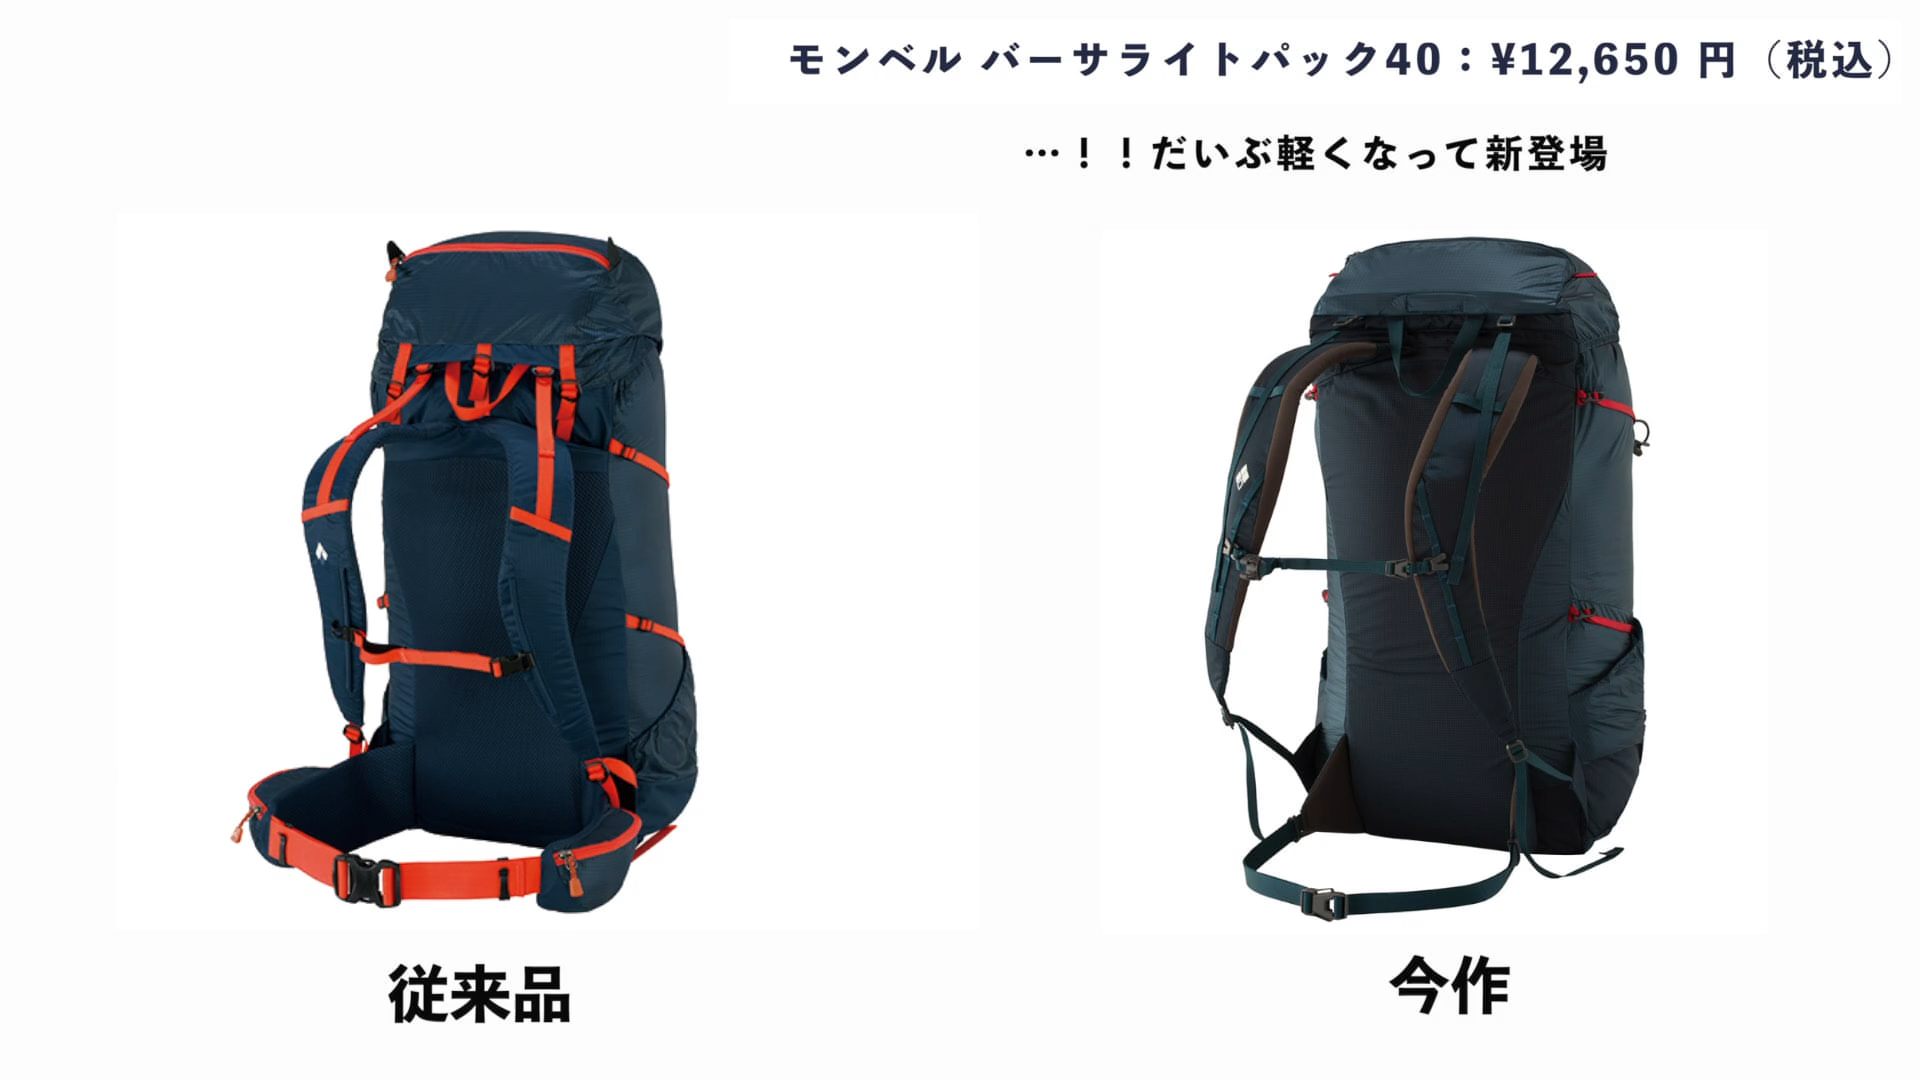 モンベル バーサライトパック40：¥12,650 円（税込）
…！！だいぶ軽くなって新登場
従来品
今作